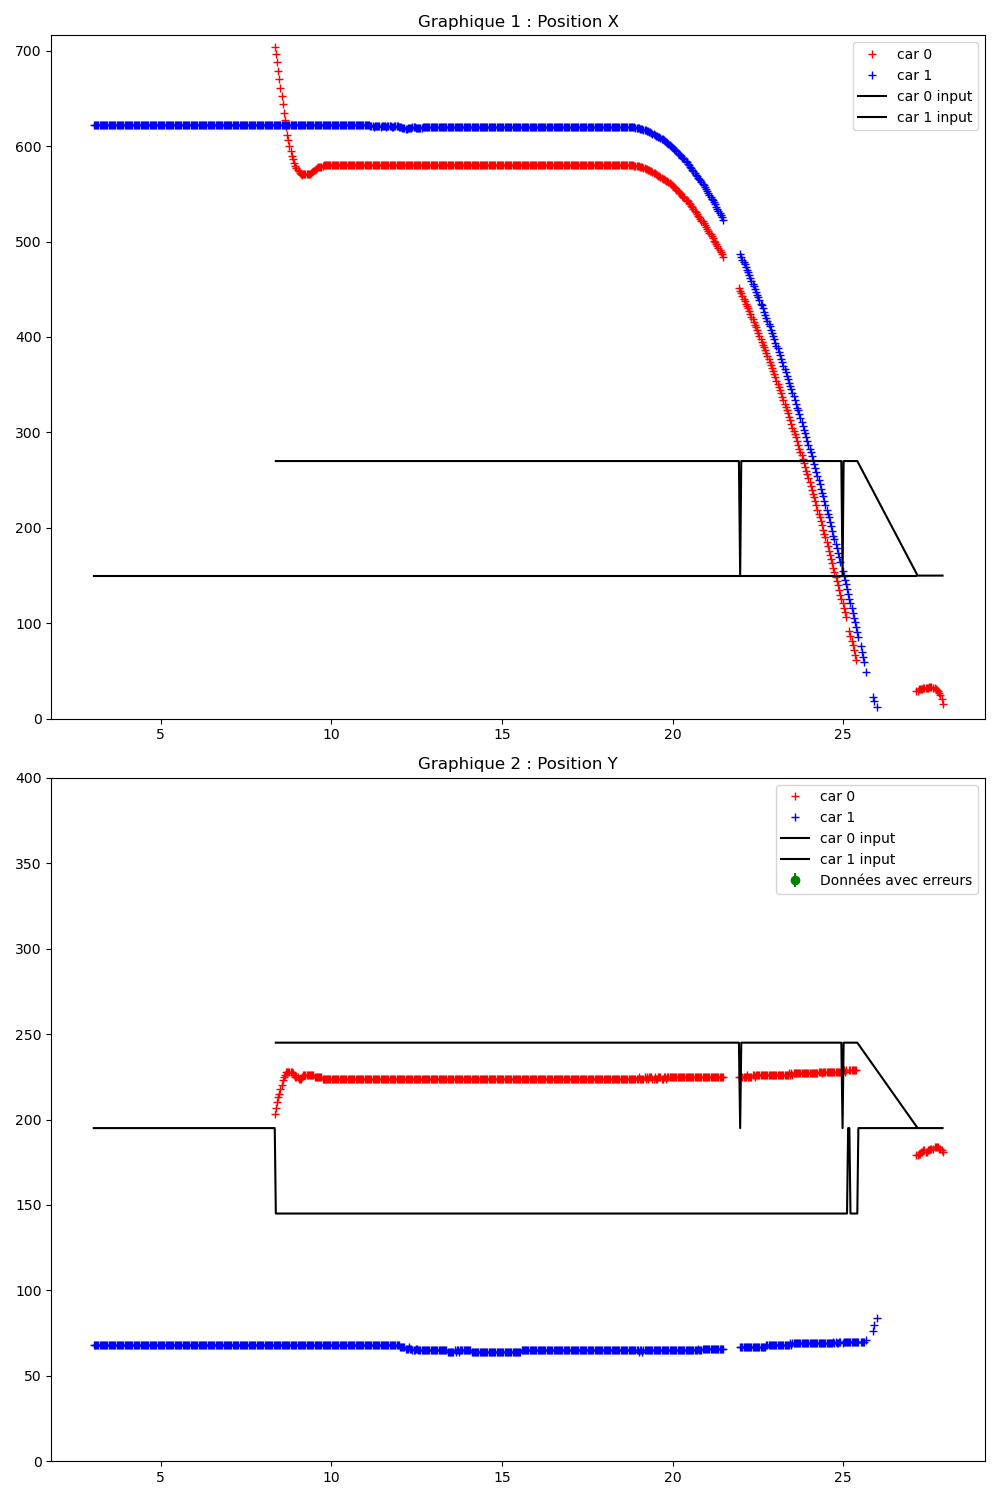 Graphique 1 : Position X
700
600
500
400
300
200
100
0
car 0
car 1
car 0 input
car 1 input
5
10
15
20
25
Graphique 2 : Position Y
400
350
300
250
200
150
100
50
0
car 0
car 1
car 0 input
car 1 input
Données avec erreurs
5
10
15
20
25